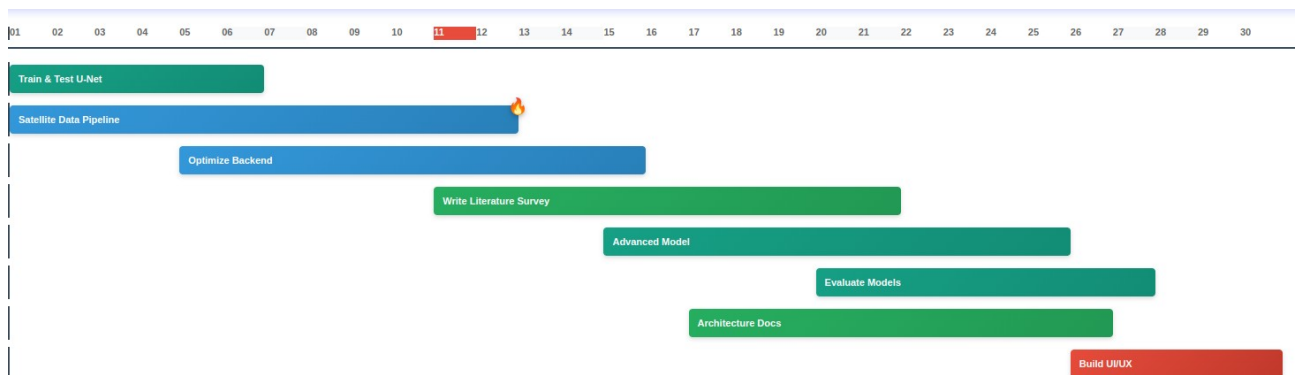 01 02 03 04 05 06 07 08 09 10 11 12 13 14 15 16 17 18 19 20 21 22 23 24 25 26 27 28 29 30
Train & Test U-Net
Satellite Data Pipeline
Optimize Backend
Write Literature Survey
Advanced Model
Evaluate Models
Architecture Docs
Build UI/UX